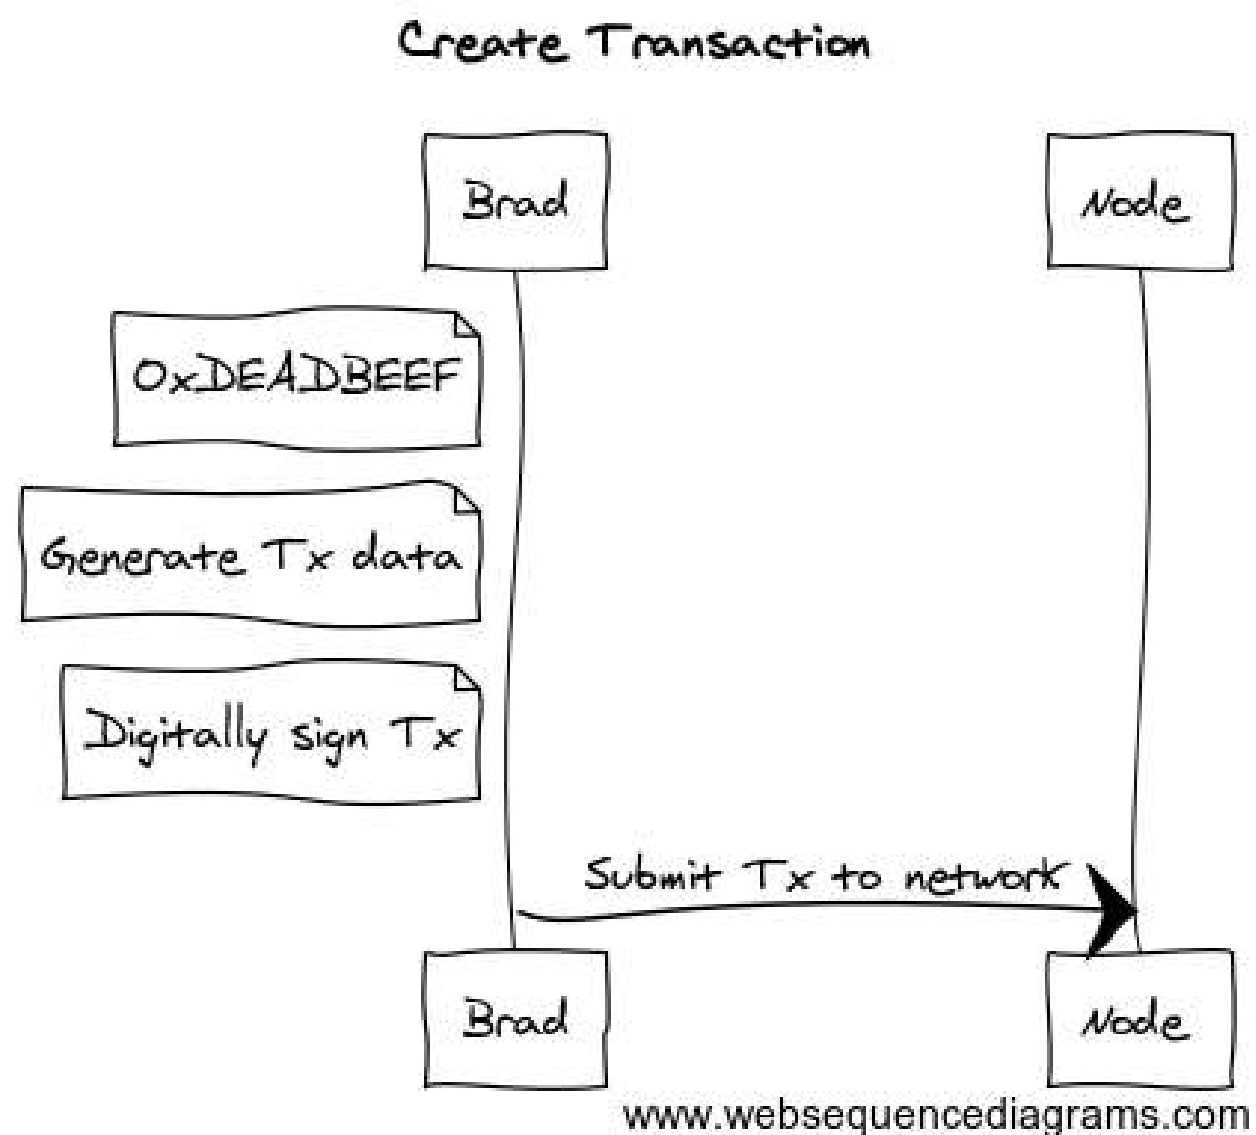 Create Transaction
Brad
Node
0xDEADBEEF
Generate Tx data
Digitally sign Tx
Submit Tx to network
Brad
Node
www.websequencediagrams.com